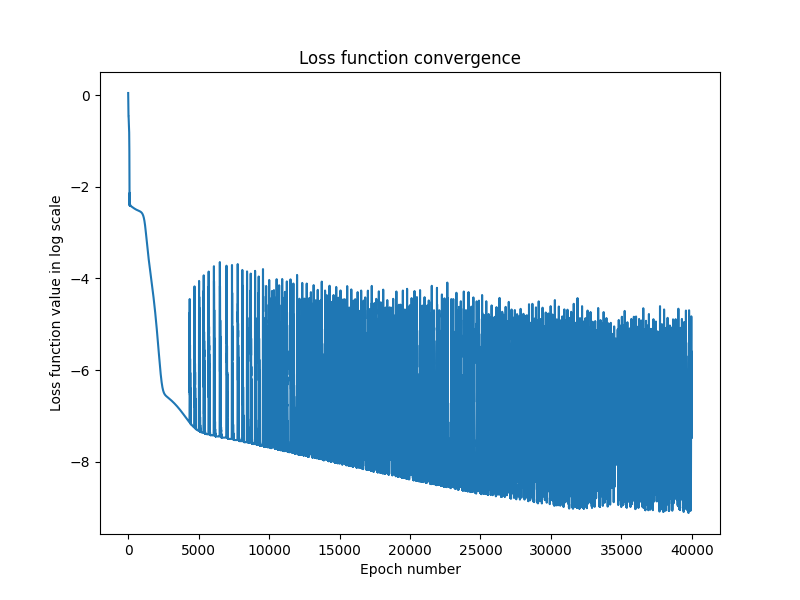 Loss function convergence
Loss function value in log scale
0
−2
−4
−6
−8
0 5000 10000 15000 20000 25000 30000 35000 40000
Epoch number